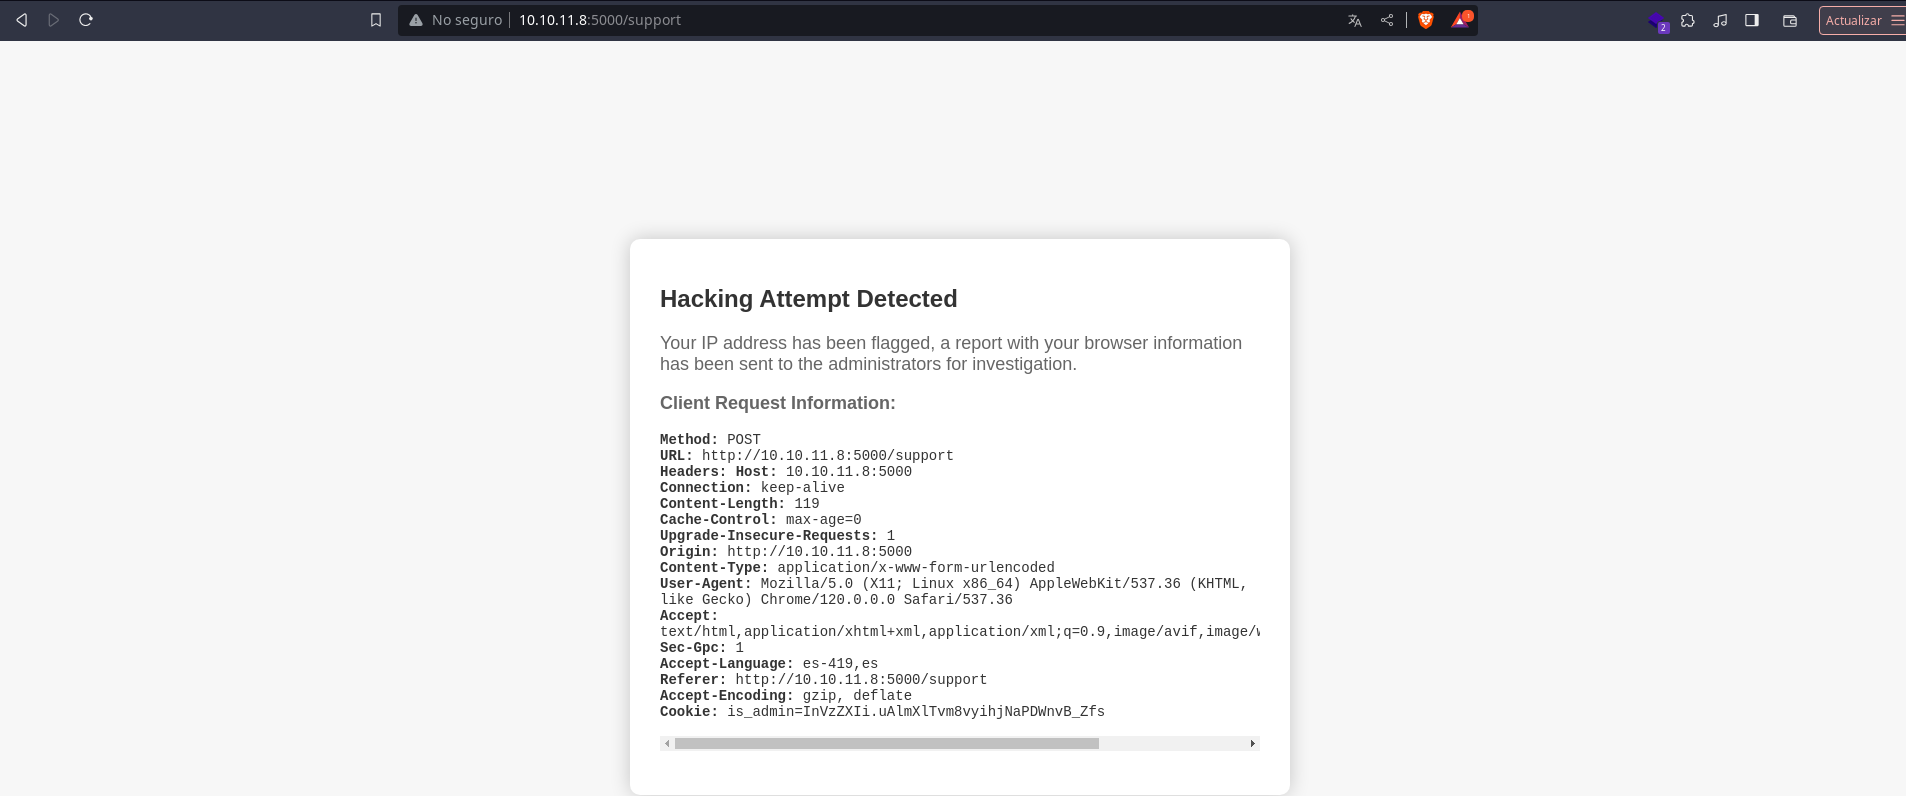 No seguro 10.10.11.8:5000/support
2
Actualizar
Hacking Attempt Detected
Your IP address has been flagged, a report with your browser information
has been sent to the administrators for investigation.
Client Request Information:
Method: POST
URL: http://10.10.11.8:5000/support
Headers: Host: 10.10.11.8:5000
Connection: keep-alive
Content-Length: 119
Cache-Control: max-age=0
Upgrade-Insecure-Requests: 1
Origin: http://10.10.11.8:5000
Content-Type: application/x-www-form-urlencoded
User-Agent: Mozilla/5.0 (X11; Linux x86_64) AppleWebKit/537.36 (KHTML,
like Gecko) Chrome/120.0.0.0 Safari/537.36
Accept:
text/html,application/xhtml+xml,application/xml;q=0.9,image/avif,image/
Sec-Gpc: 1
Accept-Language: es-419,es
Referer: http://10.10.11.8:5000/support
Accept-Encoding: gzip, deflate
Cookie: is_admin=InVzZXIi.uAlmXlTvm8vyihjNaPDWnvB_Zfs